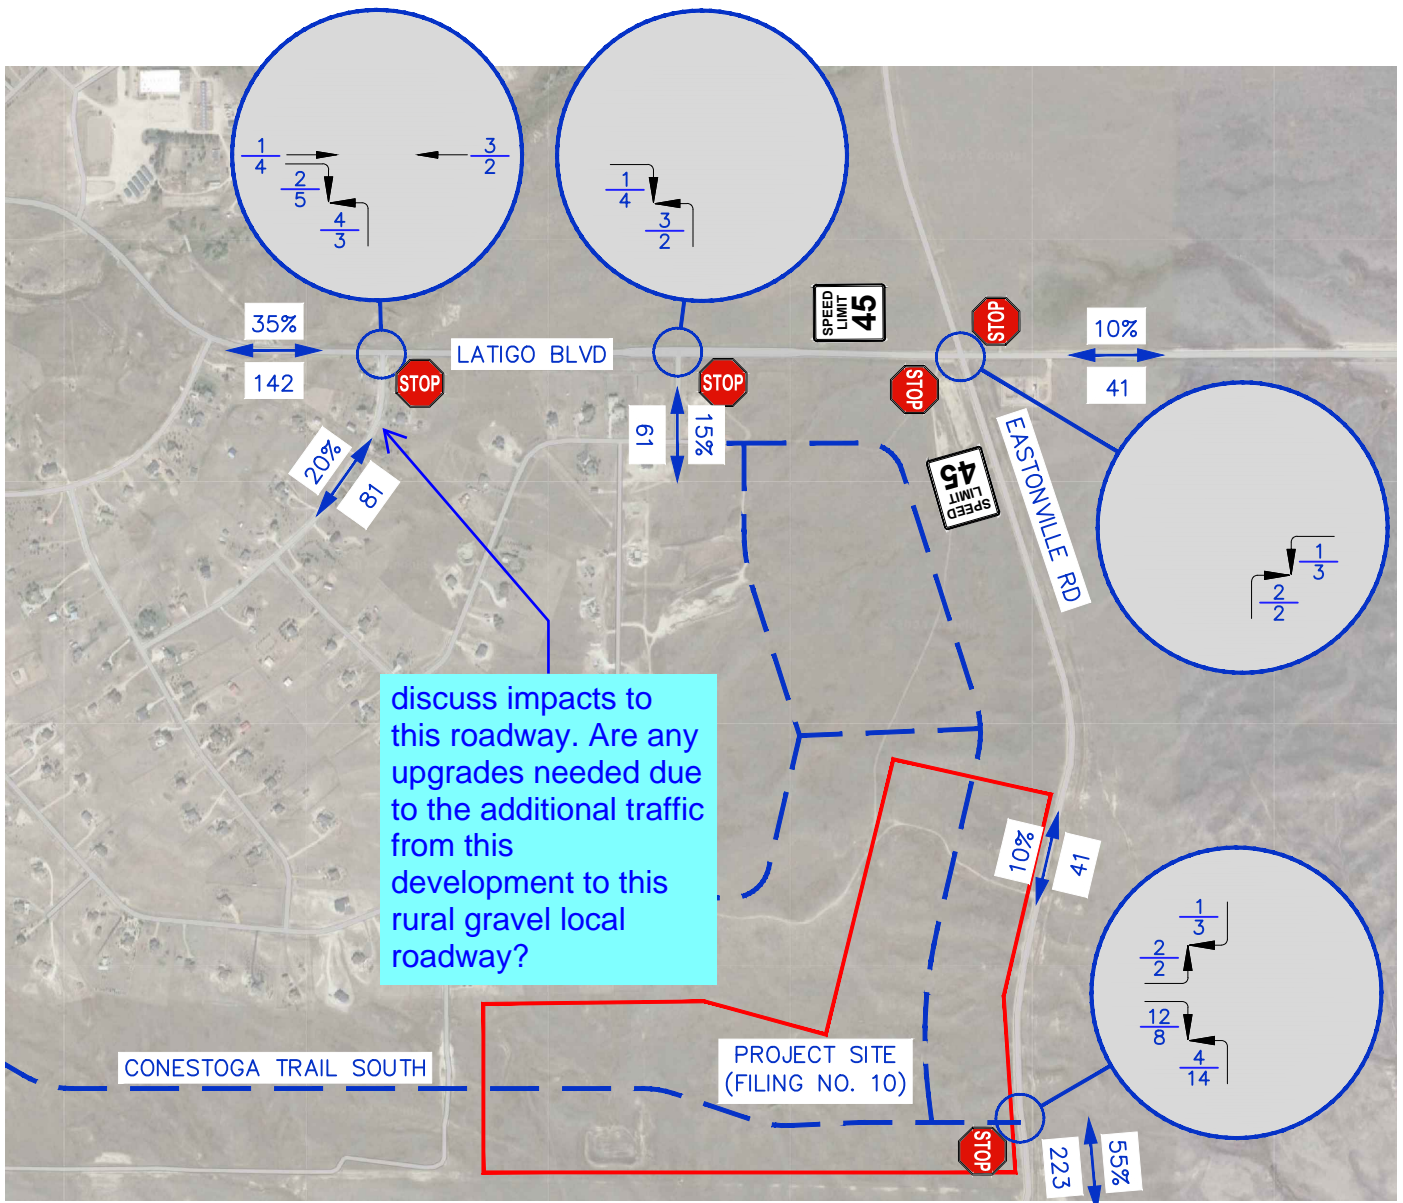 1
4
2
5
4
3
3
2
1
4
3
2
35%
142
LATIGO BLVD
STOP
STOP
SPEED
LIMIT
45
STOP
STOP
10%
41
20%
81
61
15%
SPEED
LIMIT
45
EASTONVILLE RD
1
3
2
2
discuss impacts to
this roadway. Are any
upgrades needed due
to the additional traffic
from this
development to this
rural gravel local
roadway?
10%
41
1
3
2
2
12
8
4
14
CONESTOGA TRAIL SOUTH
PROJECT SITE
(FILING NO. 10)
STOP
223
55%